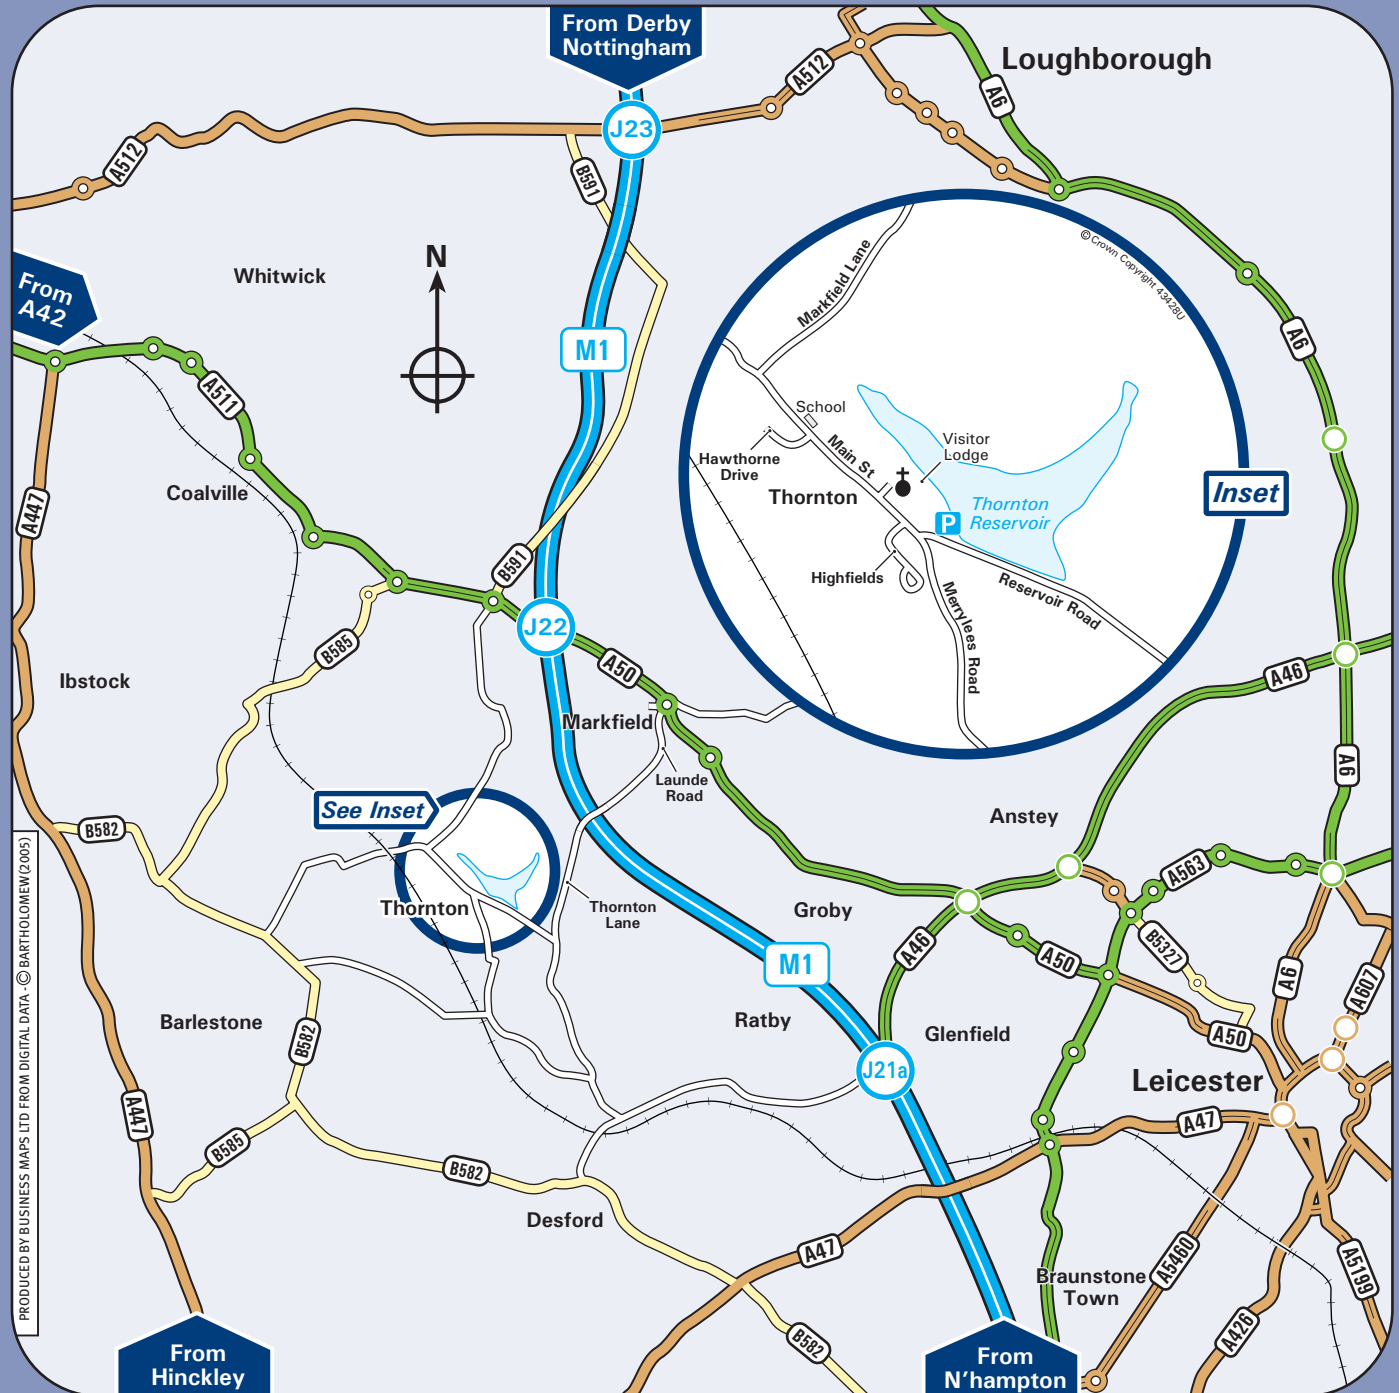 From Derby
Nottingham
Loughborough
A512
A6
J23
A512
B591
© Crown Copyright 43428U
N
Whitwick
From
A42
Markfield Lane
A6
M1
A511
School
Main St
Visitor
Lodge
Hawthorne
Drive
Thornton
Thornton
Reservoir
P
Inset
A447
Coalville
B591
Highfields
Reservoir Road
Merrylees Road
J22
B585
A50
A46
Ibstock
Markfield
Launde
Road
A6
See Inset
Anstey
B582
A563
Thornton
Thornton
Lane
Groby
A46
A50
B5327
M1
A6
A607
Barlestone
B582
Ratby
Glenfield
A50
J21a
Leicester
A447
A47
B585
B582
Desford
A47
Braunstone
Town
A5460
A5199
A426
B582
From
Hinckley
From
N'hampton
PRODUCED BY BUSINESS MAPS LTD FROM DIGITAL DATA - © BARTHOLOMEW (2005)